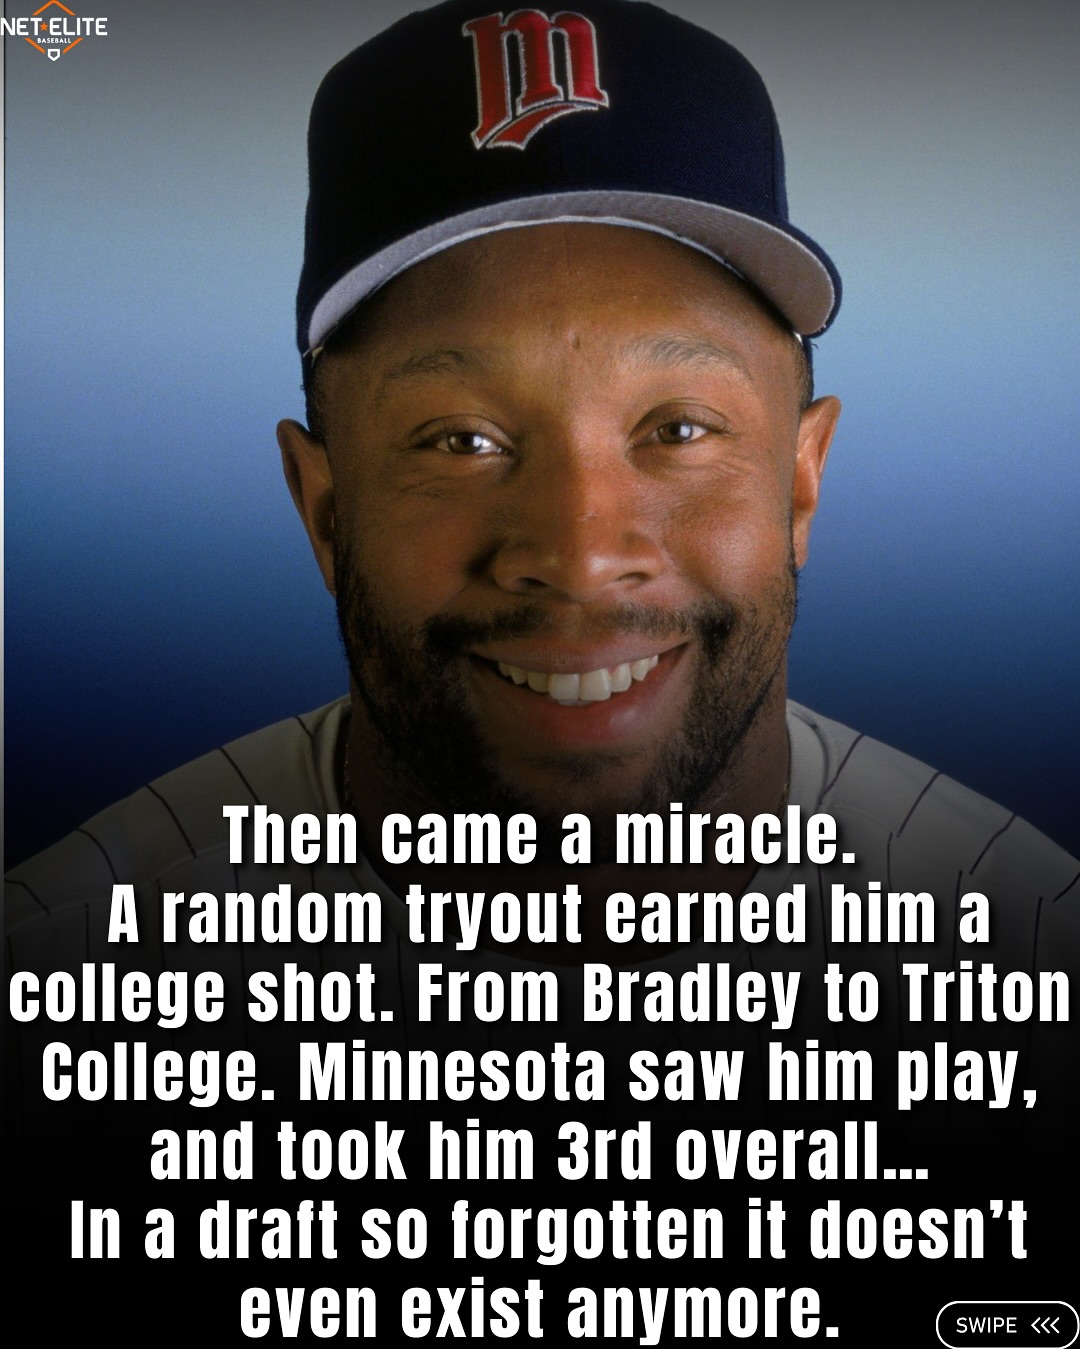 NET ELITE
BASEBALL
m
Then came a miracle.
A random tryout earned him a
college shot. From Bradley to Triton
College. Minnesota saw him play,
and took him 3rd overall...
In a draft so forgotten it doesn’t
even exist anymore.
SWIPE <<<